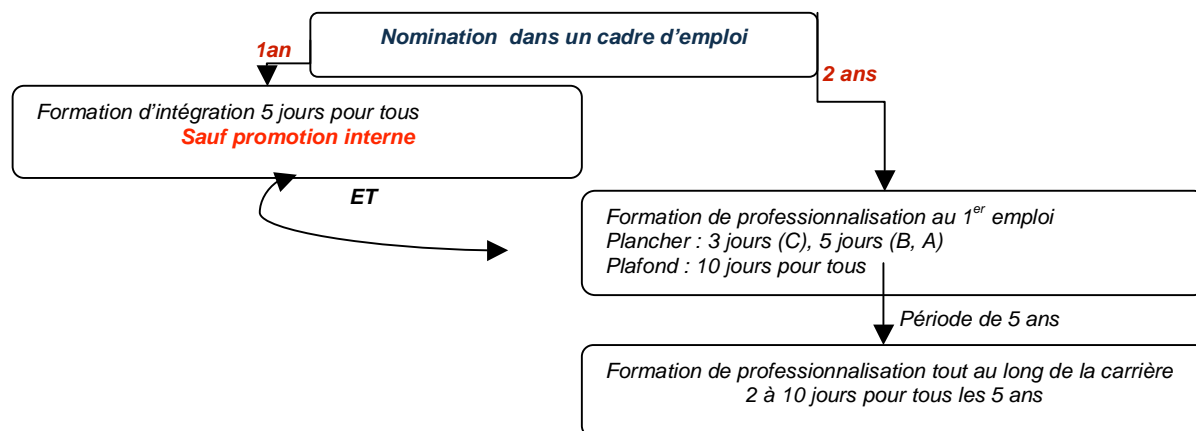 Nomination dans un cadre d'emploi
1an
2 ans
Formation d'intégration 5 jours pour tous
Sauf promotion interne
ET
Formation de professionnalisation au 1er emploi
Plancher : 3 jours (C), 5 jours (B, A)
Plafond : 10 jours pour tous
Période de 5 ans
Formation de professionnalisation tout au long de la carrière
2 à 10 jours pour tous les 5 ans